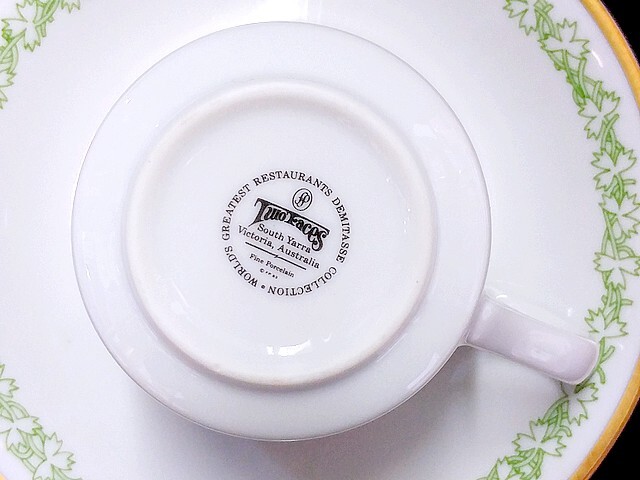 WORLD'S GREATEST RESTAURANTS DEMITASSE COLLECTION •
Two Faces
South Yarra
Victoria, Australia
Fine Porcelain